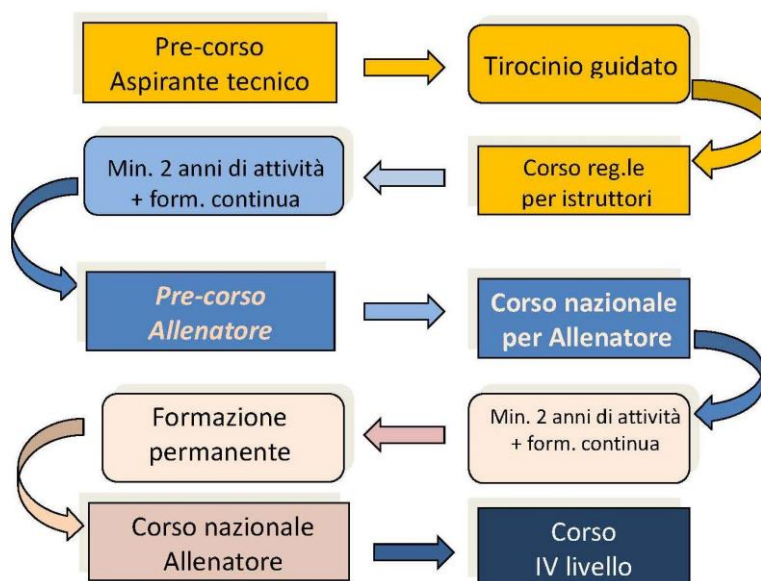 Pre-corso
Aspirante tecnico
Tirocinio guidato
Min. 2 anni di attività
+ form. continua
Corso reg.le
per istruttori
Pre-corso
Allenatore
Corso nazionale
per Allenatore
Formazione
permanente
Min. 2 anni di attività
+ form. continua
Corso nazionale
Allenatore
Corso
IV livello